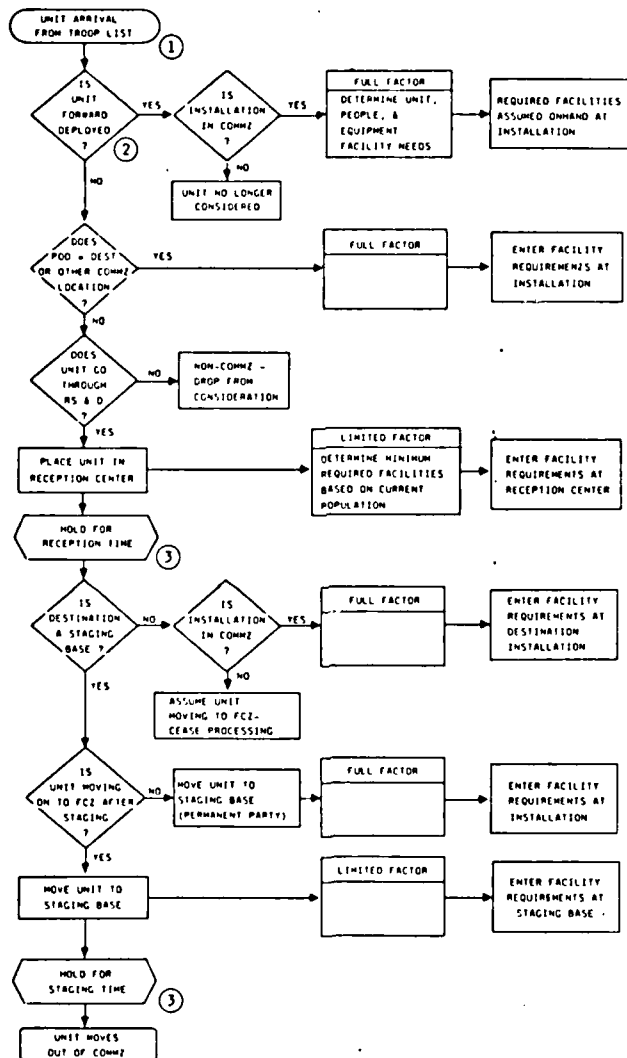 UNIT ARRIVAL
FROM TROOP LIST
1
IS
UNIT
FORWARD
DEPLOYED
?
2
YES
IS
INSTALLATION
IN COMMZ
?
YES
FULL FACTOR
DETERMINE UNIT,
PEOPLE, &
EQUIPMENT
FACILITY NEEDS
REQUIRED FACILITIES
ASSUMED ONHAND AT
INSTALLATION
NO
UNIT NO LONGER
CONSIDERED
NO
DOES
POD = DEST
OR OTHER COMMZ
LOCATION
?
YES
FULL FACTOR
ENTER FACILITY
REQUIREMENTS AT
INSTALLATION
NO
DOES
UNIT GO
THROUGH
RS & D
?
NO
NON-COMMZ -
DROP FROM
CONSIDERATION
YES
PLACE UNIT IN
RECEPTION CENTER
LIMITED FACTOR
DETERMINE MINIMUM
REQUIRED FACILITIES
BASED ON CURRENT
POPULATION
ENTER FACILITY
REQUIREMENTS AT
RECEPTION CENTER
HOLD FOR
RECEPTION TIME
3
IS
DESTINATION
A STAGING
BASE ?
NO
IS
INSTALLATION
IN COMMZ
?
YES
FULL FACTOR
ENTER FACILITY
REQUIREMENTS AT
DESTINATION
INSTALLATION
NO
ASSUME UNIT
MOVING TO FCZ-
CEASE PROCESSING
YES
IS
UNIT MOVING
ON TO FCZ AFTER
STAGING
?
NO
MOVE UNIT TO
STAGING BASE
(PERMANENT PARTY)
FULL FACTOR
ENTER FACILITY
REQUIREMENTS AT
INSTALLATION
YES
MOVE UNIT TO
STAGING BASE
LIMITED FACTOR
ENTER FACILITY
REQUIREMENTS AT
STAGING BASE
HOLD FOR
STAGING TIME
3
UNIT MOVES
OUT OF COMMZ